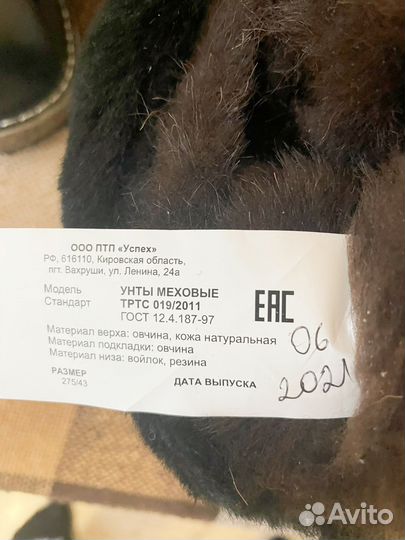 ООО ПТП «Успех»
РФ, 616110, Кировская область,
пгт. Вахруши, ул. Ленина, 24а
Модель УНТЫ МЕХОВЫЕ
Стандарт ТРТС 019/2011
ГОСТ 12.4.187-97
EAC
Материал верха: овчина, кожа натуральная
Материал подкладки: овчина
Материал низа: войлок, резина
РАЗМЕР
275/43
ДАТА ВЫПУСКА
06
2021
Avito